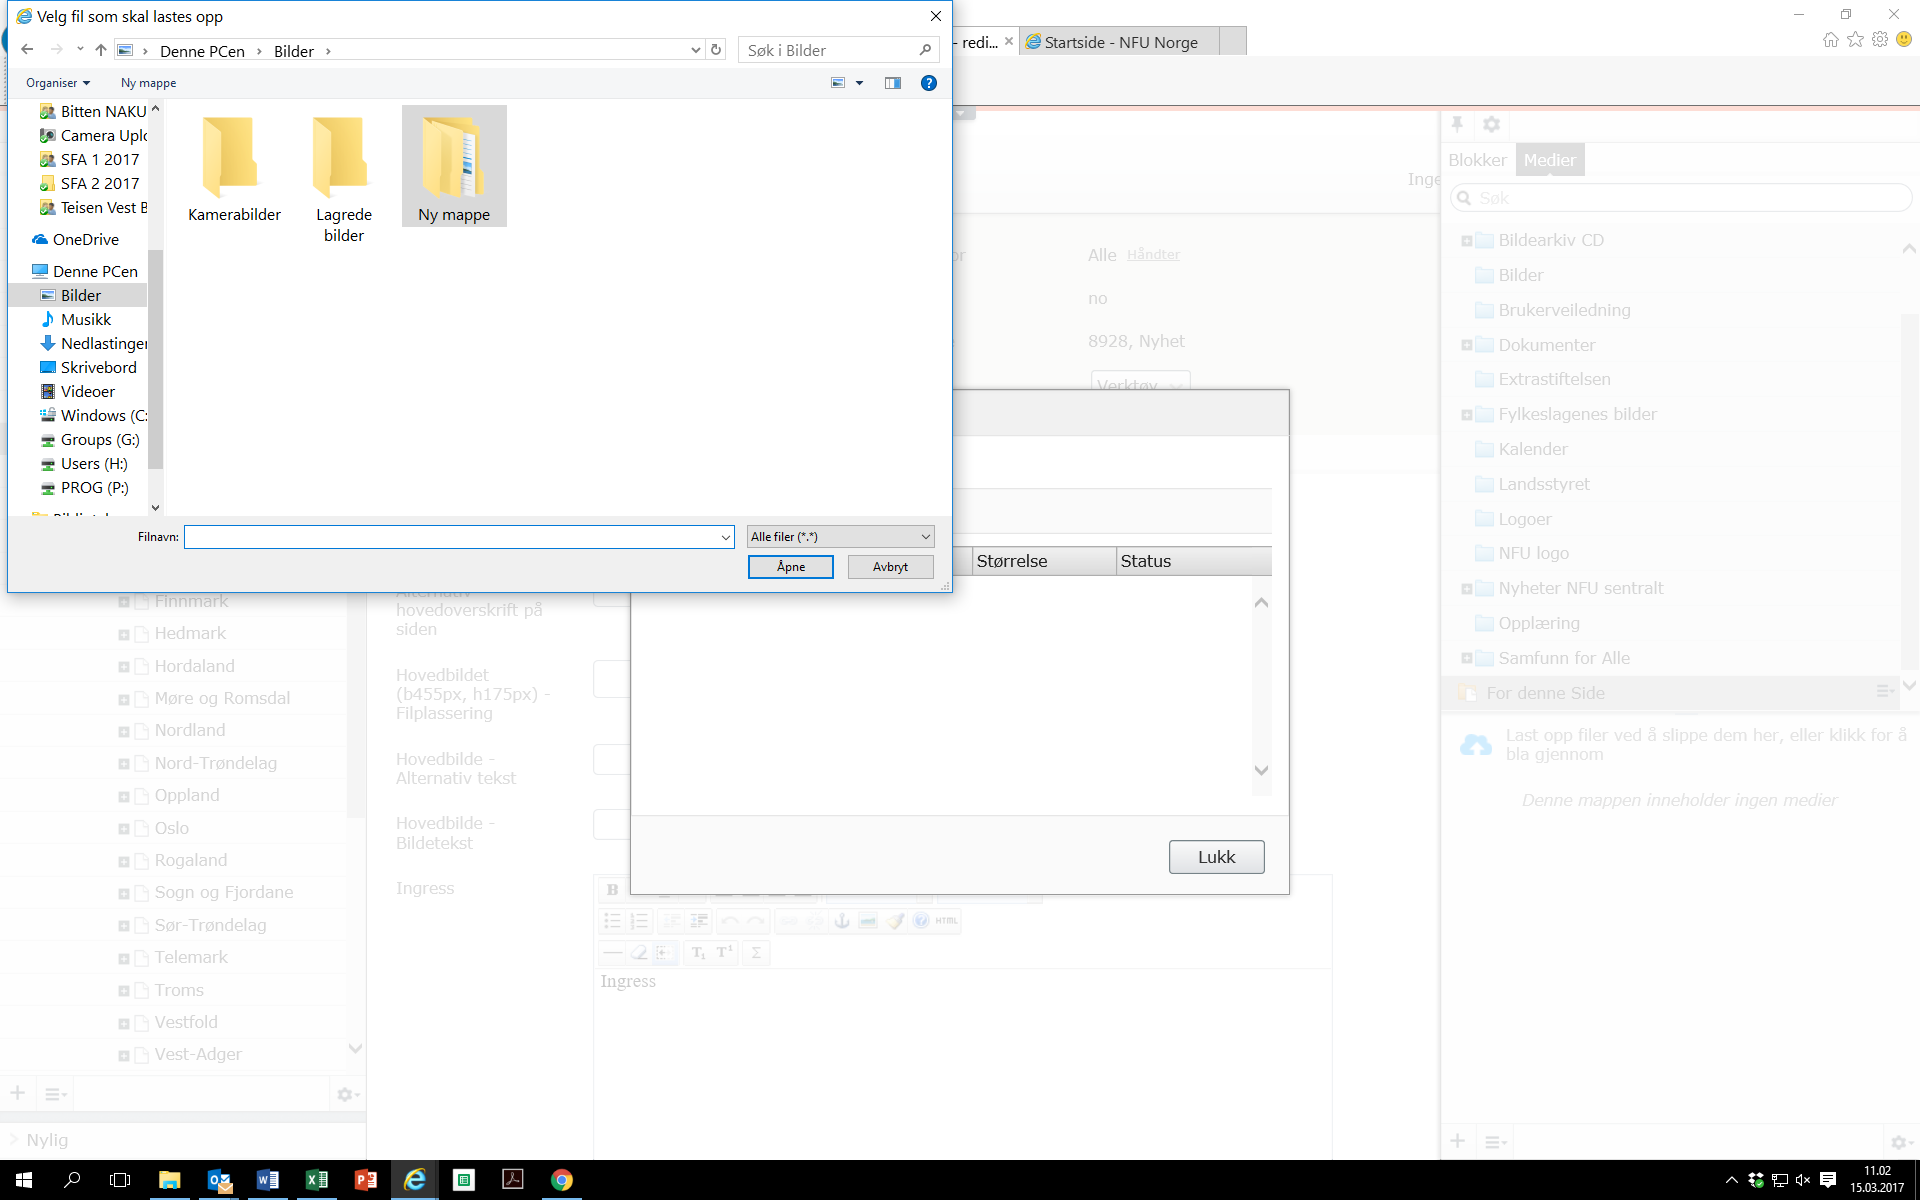 Velg fil som skal lastes opp
Denne PCen
Bilder
Søk i Bilder
Organiser
Ny mappe
Bitten NAKU
Camera Uplo
SFA 1 2017
SFA 2 2017
Teisen Vest B
OneDrive
Denne PCen
Bilder
Musikk
Nedlastinger
Skrivebord
Videoer
Windows (C:
Groups (G:)
Users (H:)
PROG (P:)
Kamerabilder
Lagrede
bilder
Ny mappe
Filnavn:
Alle filer (*.*)
Åpne
Avbryt
- redi...
Startside - NFU Norge
Inge
or
Alle Håndter
no
8928, Nyhet
Verktøy
Størrelse
Status
Lukk
Finnmark
Hedmark
Hordaland
Møre og Romsdal
Nordland
Nord-Trøndelag
Oppland
Oslo
Rogaland
Sogn og Fjordane
Sør-Trøndelag
Telemark
Troms
Vestfold
Vest-Adger
Nylig
Alternativ
hovedoverskrift på
siden
Hovedbildet
(b455px, h175px) -
Filplassering
Hovedbilde -
Alternativ tekst
Hovedbilde -
Bildetekst
Ingress
B
HTML
Ingress
Blokker
Medier
Søk
Bildearkiv CD
Bilder
Brukerveiledning
Dokumenter
Extrastiftelsen
Fylkeslagenes bilder
Kalender
Landsstyret
Logoer
NFU logo
Nyheter NFU sentralt
Opplæring
Samfunn for Alle
For denne Side
Last opp filer ved å slippe dem her, eller klikk for å
bla gjennom
Denne mappen inneholder ingen medier
11.02
15.03.2017